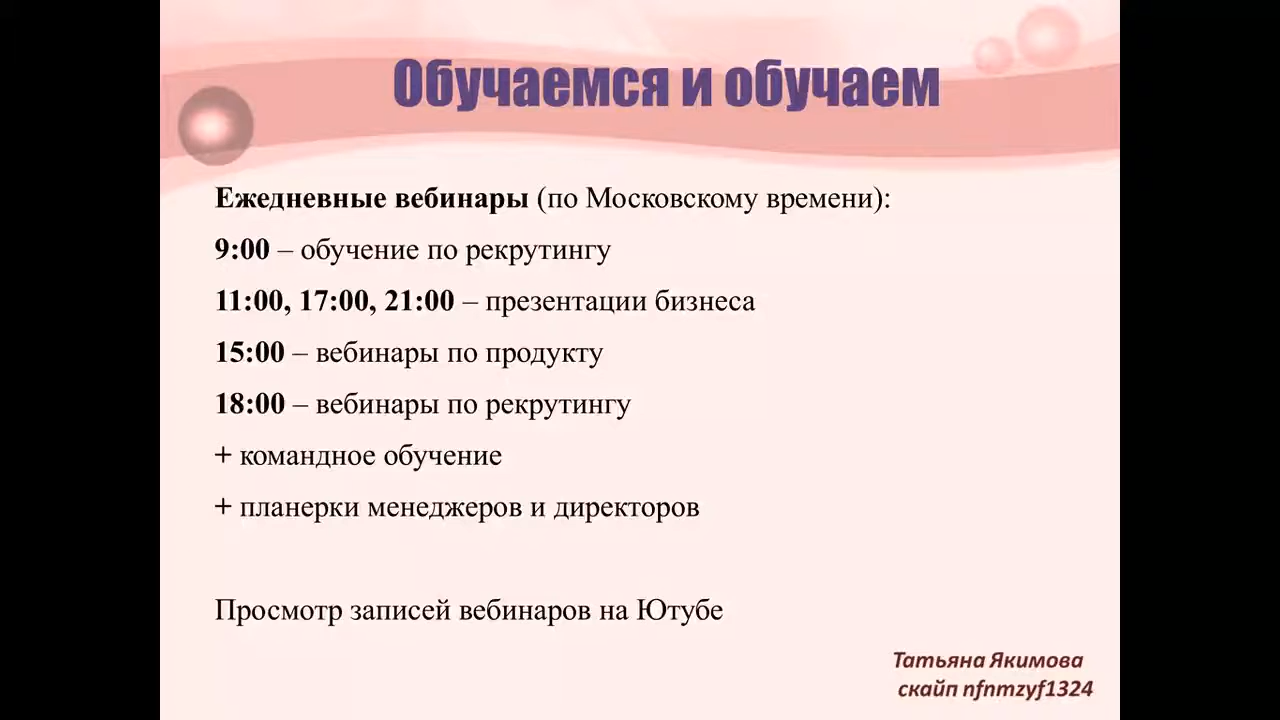 Обучаемся и обучаем
Ежедневные вебинары (по Московскому времени):
9:00 – обучение по рекрутингу
11:00, 17:00, 21:00 – презентации бизнеса
15:00 – вебинары по продукту
18:00 – вебинары по рекрутингу
+ командное обучение
+ планерки менеджеров и директоров
Просмотр записей вебинаров на Ютубе
Татьяна Якимова
скайп nfnmzyf1324